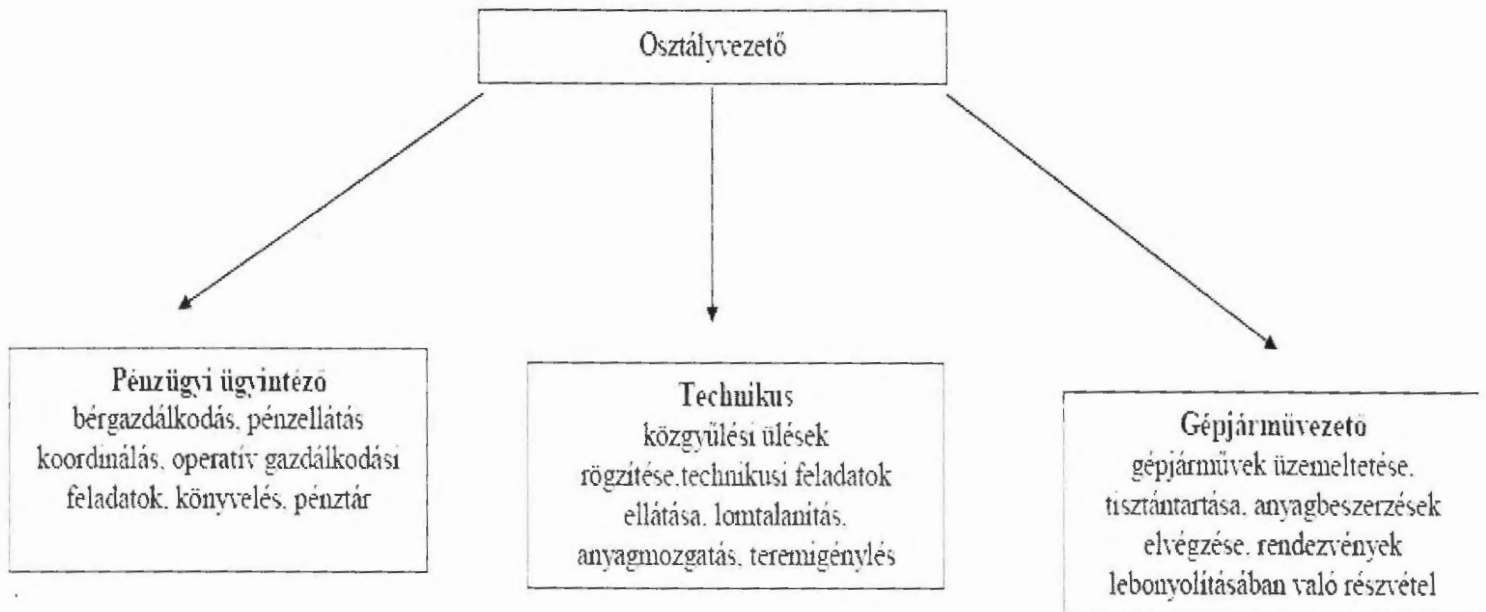 Osztályvezető
Pénzügyi ügyintéző
bérgazdálkodás, pénzellátás
koordinálás, operatív gazdálkodási
feladatok, könyvelés, pénztár
Technikus
közgyűlési ülések
rögzítése,technikusi feladatok
ellátása, lomtalanítás,
anyagmozgatás, teremigénylés
Gépjárművezető
gépjárművek üzemeltetése,
tisztántartása, anyagbeszerzések
elvégzése, rendezvények
lebonyolításában való részvétel